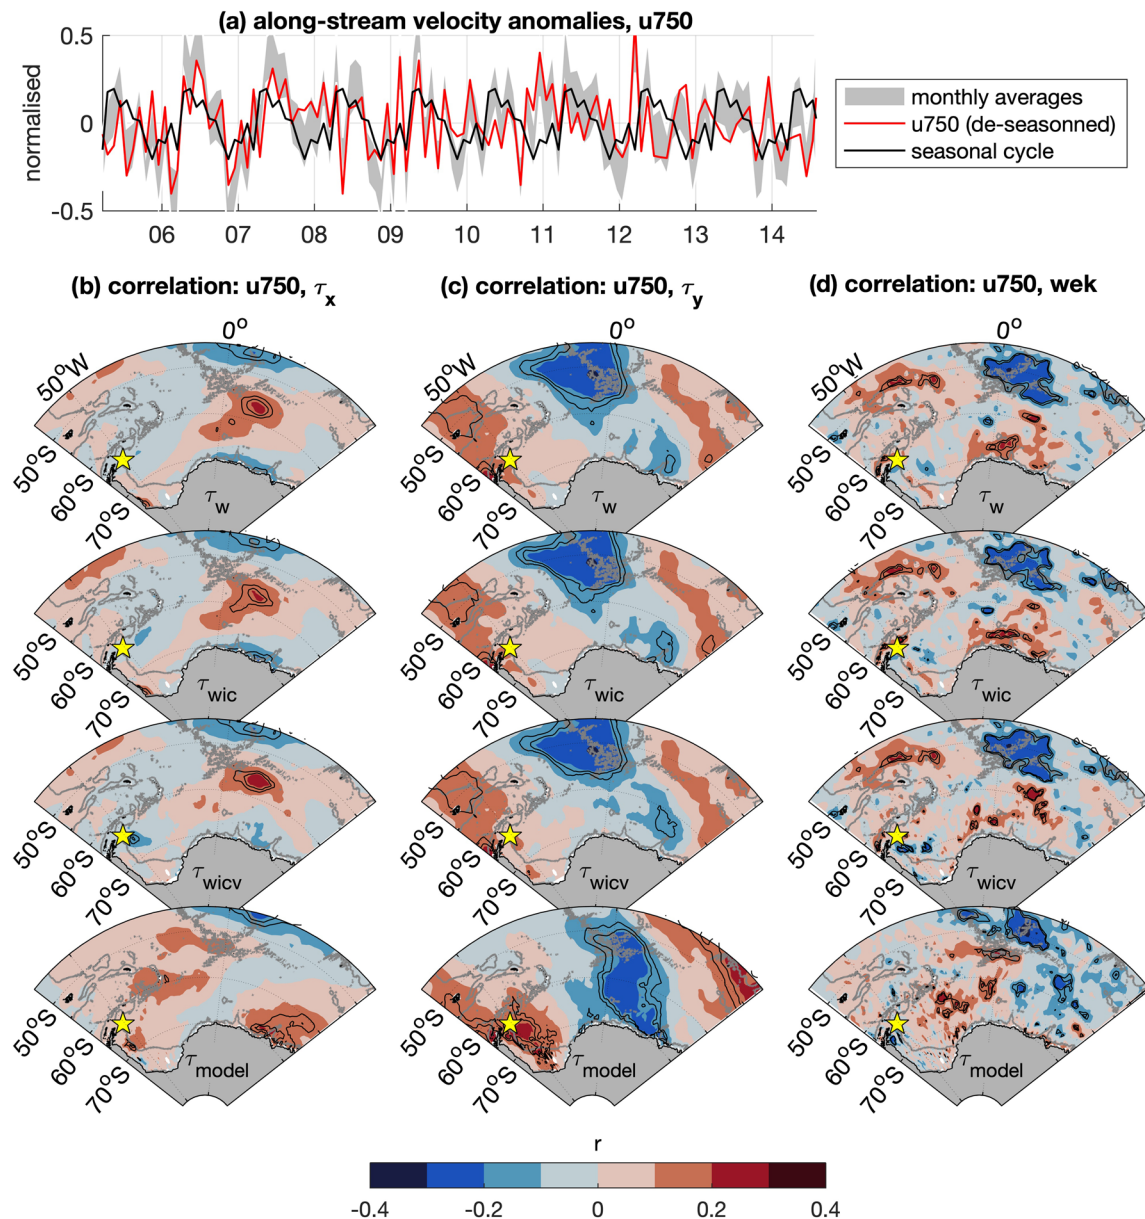 (a) along-stream velocity anomalies, u750
0.5
0
-0.5
normalised
06 07 08 09 10 11 12 13 14
monthly averages
u750 (de-seasonned)
seasonal cycle
(b) correlation: u750, τx
(c) correlation: u750, τy
(d) correlation: u750, wek
0° 0° 0°
50°W 50°W 50°W
50°S 50°S 50°S
60°S 60°S 60°S
70°S 70°S 70°S
τw τw τw
50°S 50°S 50°S
60°S 60°S 60°S
70°S 70°S 70°S
τwic τwic τwic
50°S 50°S 50°S
60°S 60°S 60°S
70°S 70°S 70°S
τwicv τwicv τwicv
50°S 50°S 50°S
60°S 60°S 60°S
70°S 70°S 70°S
τmodel τmodel τmodel
r
-0.4 -0.2 0 0.2 0.4